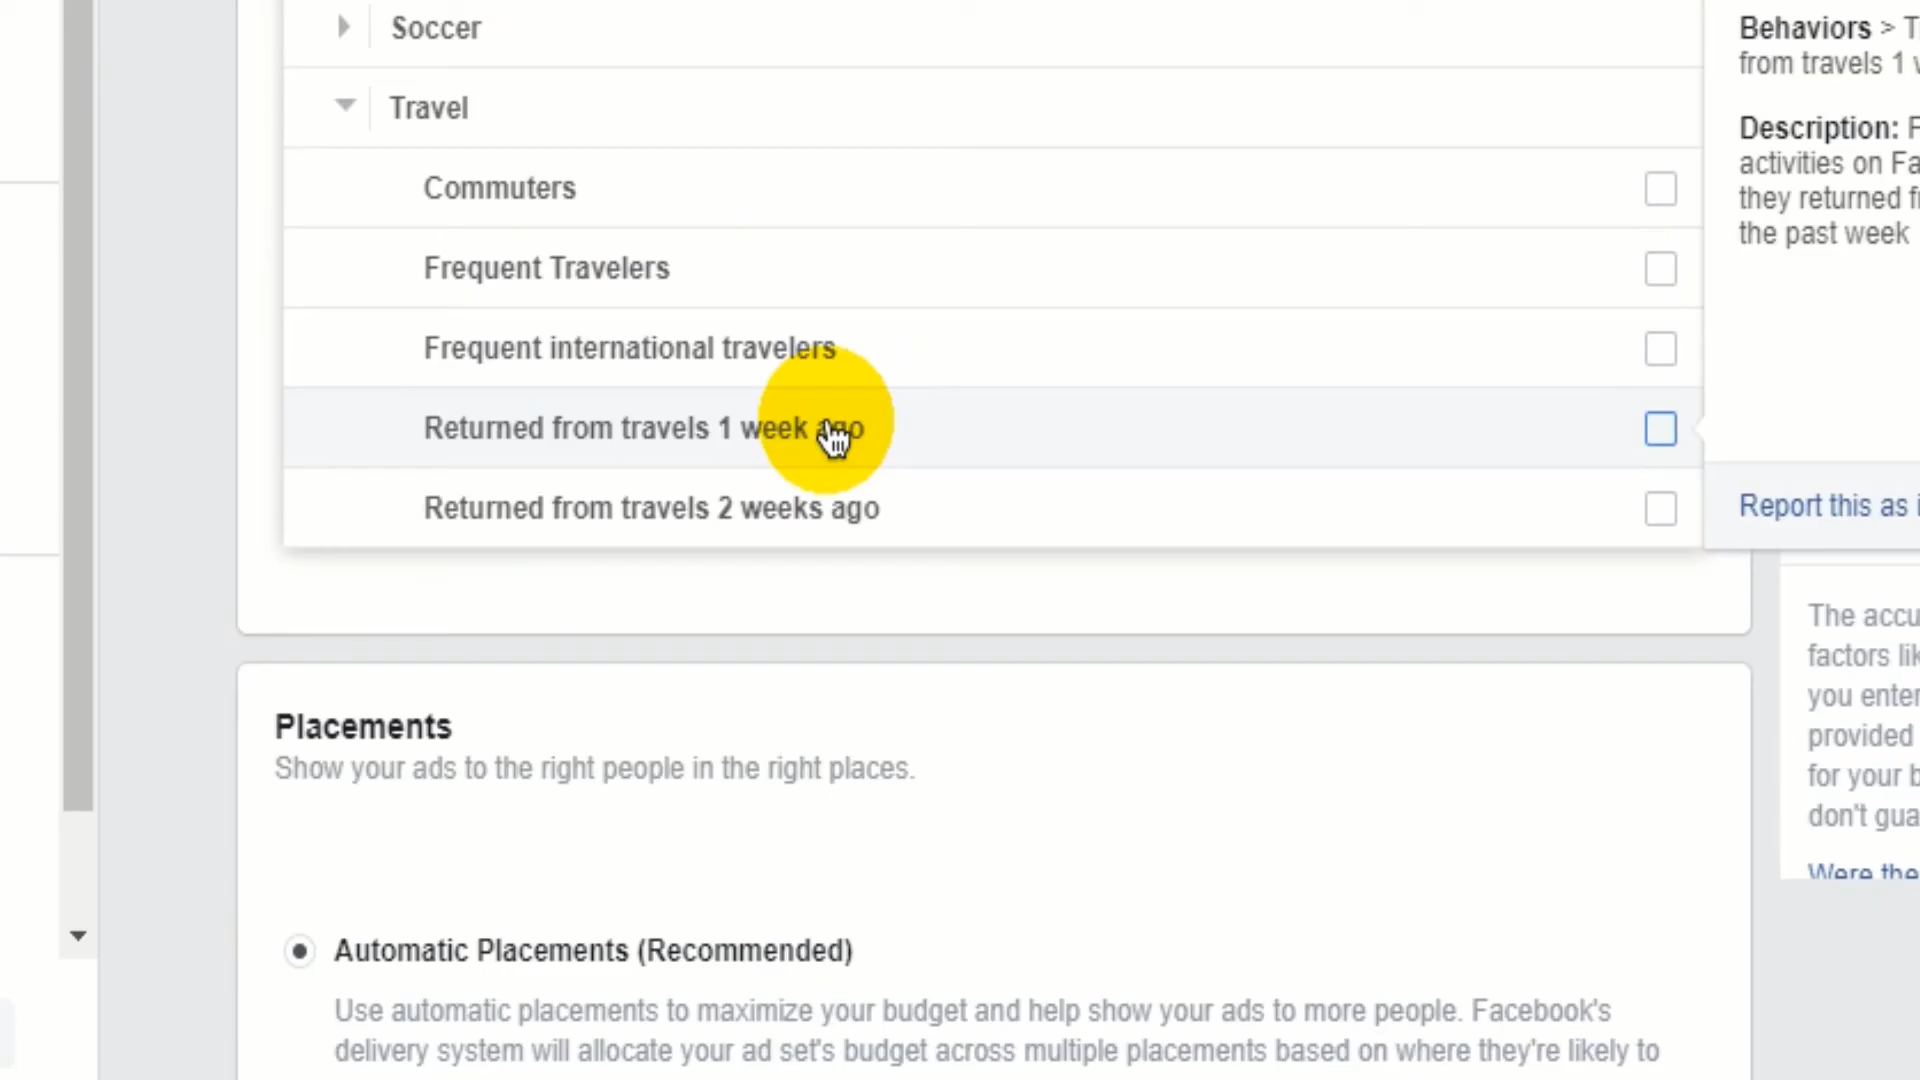 Soccer
Travel
Commuters
Frequent Travelers
Frequent international travelers
Returned from travels 1 week ago
Returned from travels 2 weeks ago
Behaviors >
from travels 1
Description:
activities on
they returned
the past week
Report this as
The
factors
you
provided
for your
don't
Were
Placements
Show your ads to the right people in the right places.
Automatic Placements (Recommended)
Use automatic placements to maximize your budget and help show your ads to more people. Facebook's
delivery system will allocate your ad set's budget across multiple placements based on where they're likely to